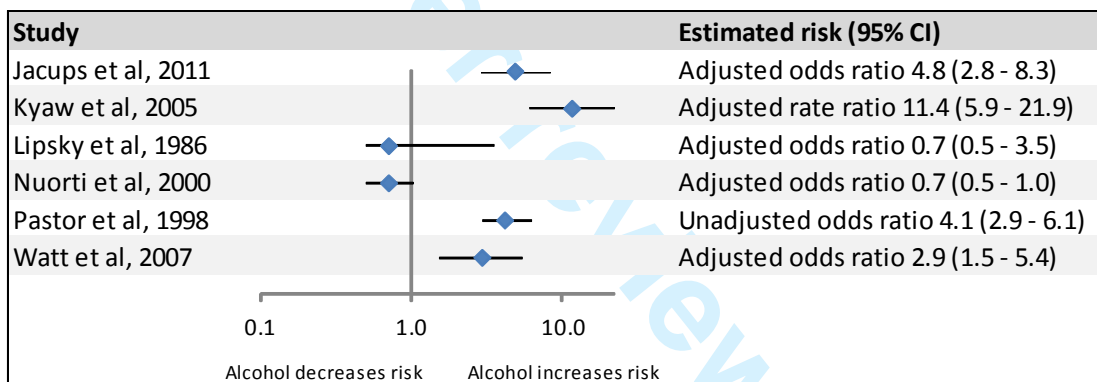 Study Estimated risk (95% CI)
Jacups et al, 2011 Adjusted odds ratio 4.8 (2.8 - 8.3)
Kyaw et al, 2005 Adjusted rate ratio 11.4 (5.9 - 21.9)
Lipsky et al, 1986 Adjusted odds ratio 0.7 (0.5 - 3.5)
Nuorti et al, 2000 Adjusted odds ratio 0.7 (0.5 - 1.0)
Pastor et al, 1998 Unadjusted odds ratio 4.1 (2.9 - 6.1)
Watt et al, 2007 Adjusted odds ratio 2.9 (1.5 - 5.4)
0.1 1.0 10.0
Alcohol decreases risk Alcohol increases risk
review